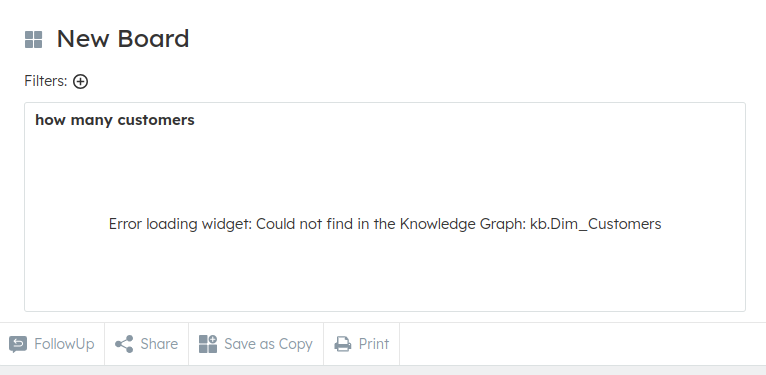 New Board
Filters:
how many customers
Error loading widget: Could not find in the Knowledge Graph: kb.Dim_Customers
FollowUp Share Save as Copy Print